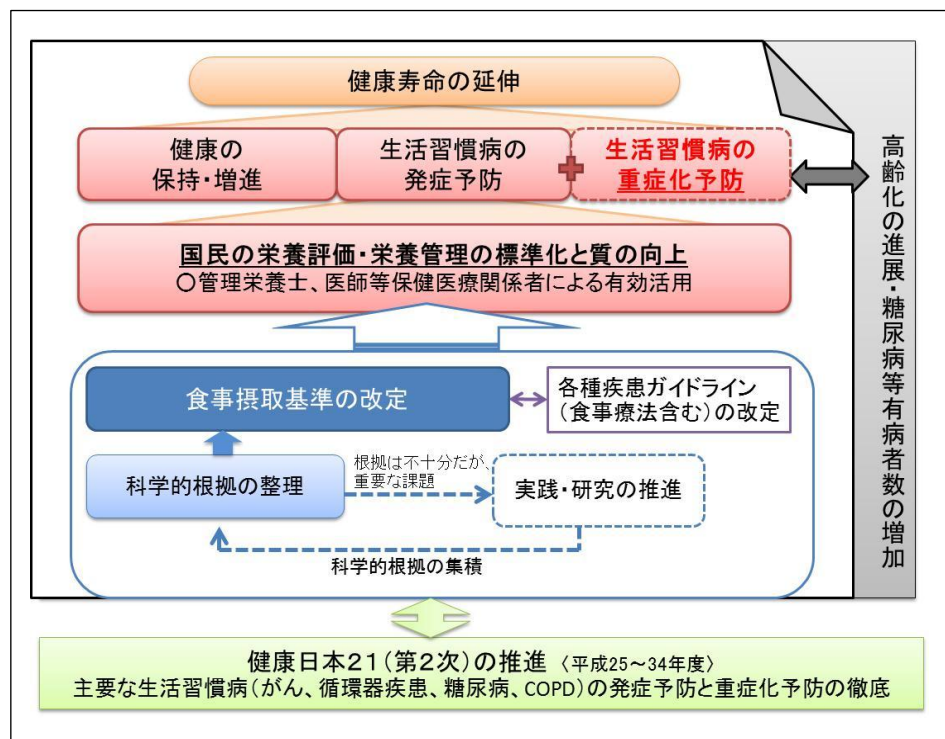 健康寿命の延伸
健康の
保持・増進
生活習慣病の
発症予防
生活習慣病の
重症化予防
高齢化の進展・糖尿病等有病者数の増加
国民の栄養評価・栄養管理の標準化と質の向上
○管理栄養士、医師等保健医療関係者による有効活用
食事摂取基準の改定
各種疾患ガイドライン
(食事療法含む)の改定
科学的根拠の整理
根拠は不十分だが、
重要な課題
実践・研究の推進
科学的根拠の集積
健康日本21(第2次)の推進 〈平成25~34年度〉
主要な生活習慣病(がん、循環器疾患、糖尿病、COPD)の発症予防と重症化予防の徹底